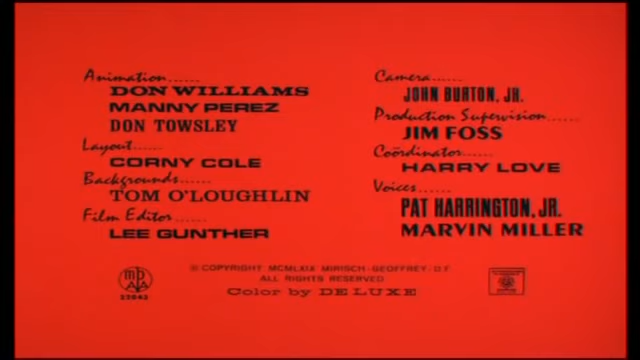 Animation......
DON WILLIAMS
MANNY PEREZ
DON TOWSLEY
Layout......
CORNY COLE
Backgrounds......
TOM O'LOUGHLIN
Film Editor......
LEE GUNTHER
Camera......
JOHN BURTON, JR.
Production Supervision......
JIM FOSS
Coördinator......
HARRY LOVE
Voices......
PAT HARRINGTON, JR.
MARVIN MILLER
© COPYRIGHT MCMLXIX MIRISCH-GEOFFREY-D.F.
ALL RIGHTS RESERVED
Color by DE LUXE
22043